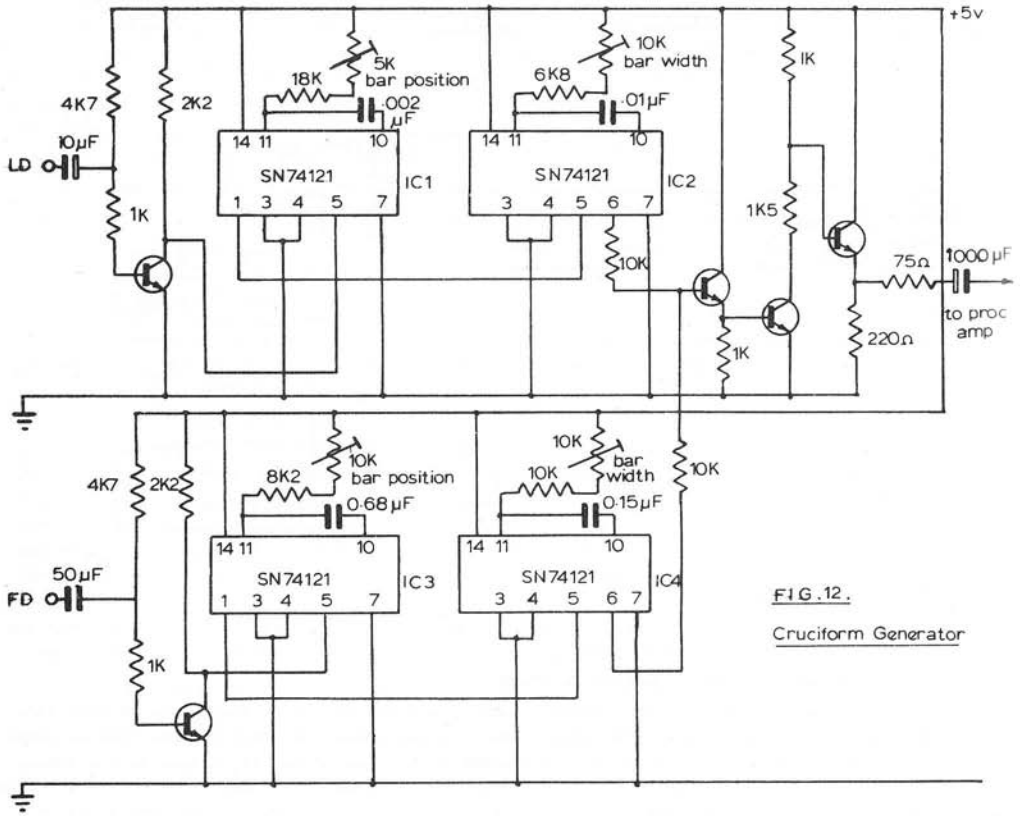 +5v
5K
bar position
10K
bar width
1K
4K7
2K2
18K
.002
µF
6K8
.01µF
10µF
LD
14 11 10
SN74121
IC1
1 3 4 5 7
14 11 10
SN74121
IC2
3 4 5 6 7
1K
10K
1K5
1K
75Ω
1000µF
to proc
amp
220Ω
4K7
2K2
10K
bar position
8K2
0·68µF
10K
bar
width
10K
0·15µF
10K
50µF
FD
14 11 10
SN74121
IC3
1 3 4 5 7
14 11 10
SN74121
IC4
3 4 5 6 7
1K
FIG.12.
Cruciform Generator